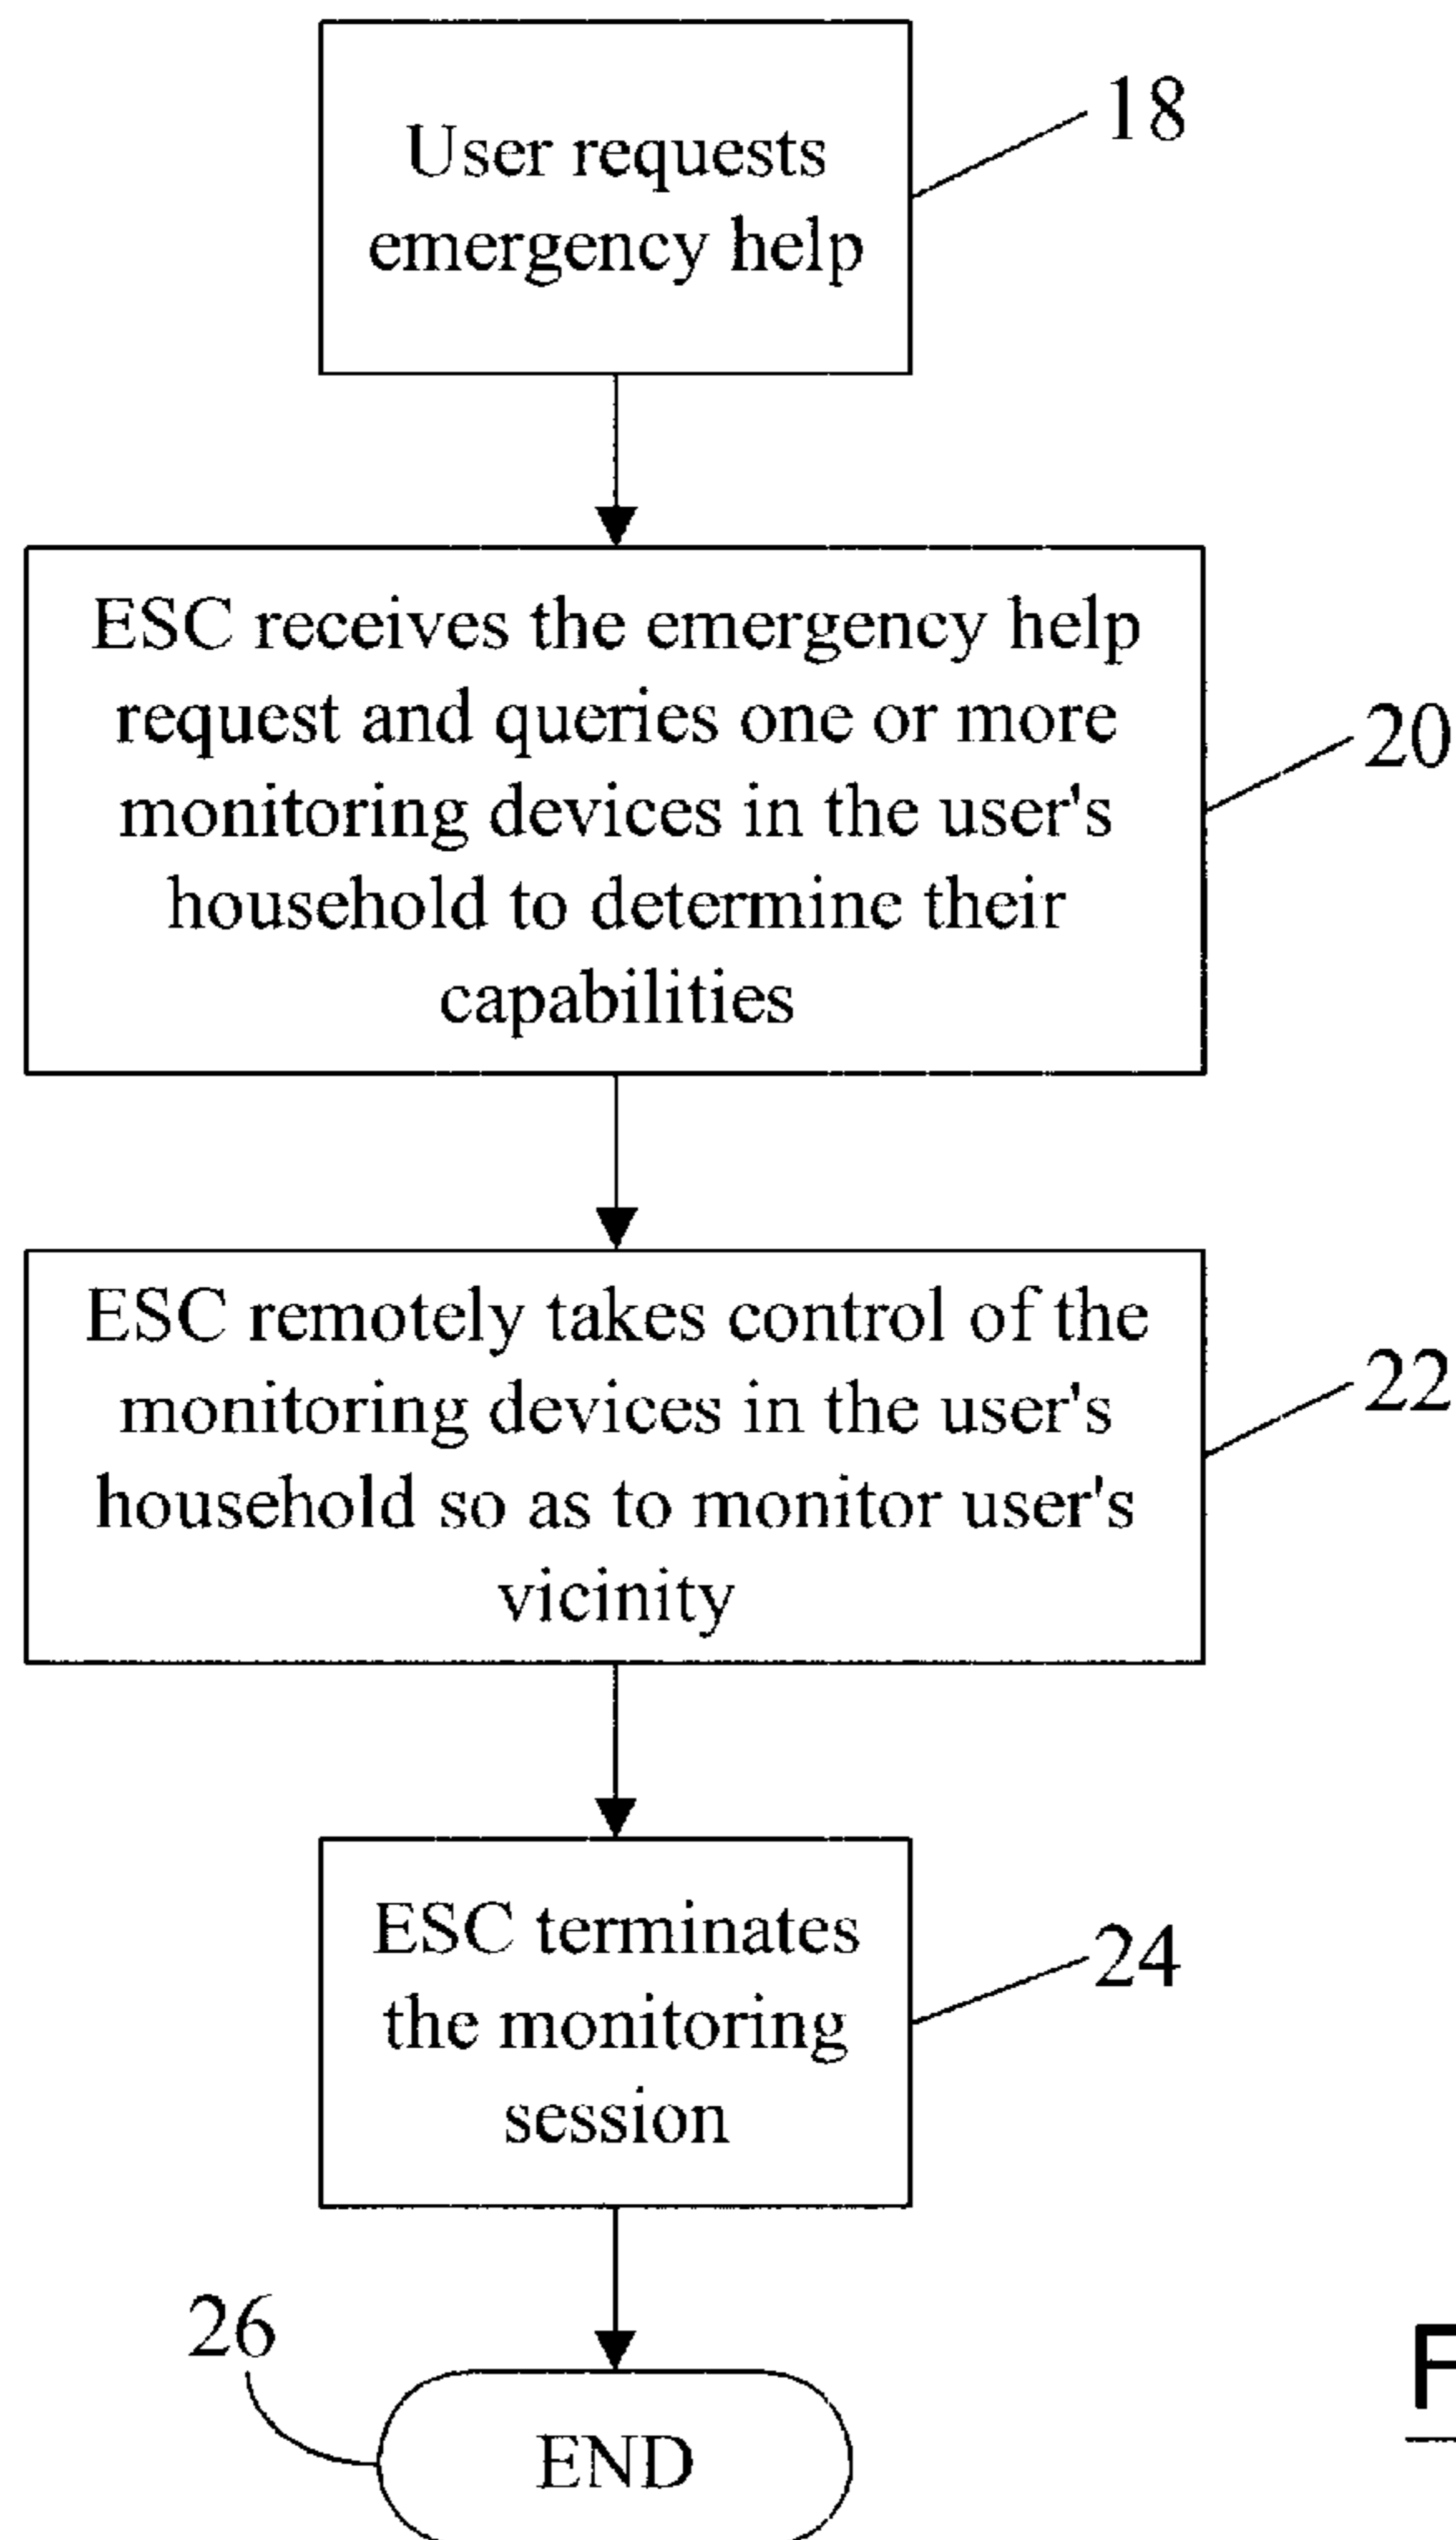 User requests
emergency help
18
ESC receives the emergency help
request and queries one or more
monitoring devices in the user's
household to determine their
capabilities
20
ESC remotely takes control of the
monitoring devices in the user's
household so as to monitor user's
vicinity
22
ESC terminates
the monitoring
session
24
26
END
F